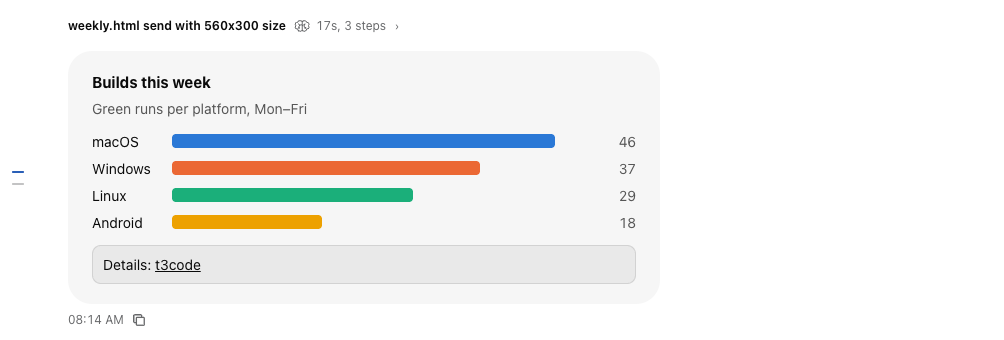 weekly.html send with 560x300 size 17s, 3 steps ›
Builds this week
Green runs per platform, Mon–Fri
macOS 46
Windows 37
Linux 29
Android 18
Details: t3code
08:14 AM